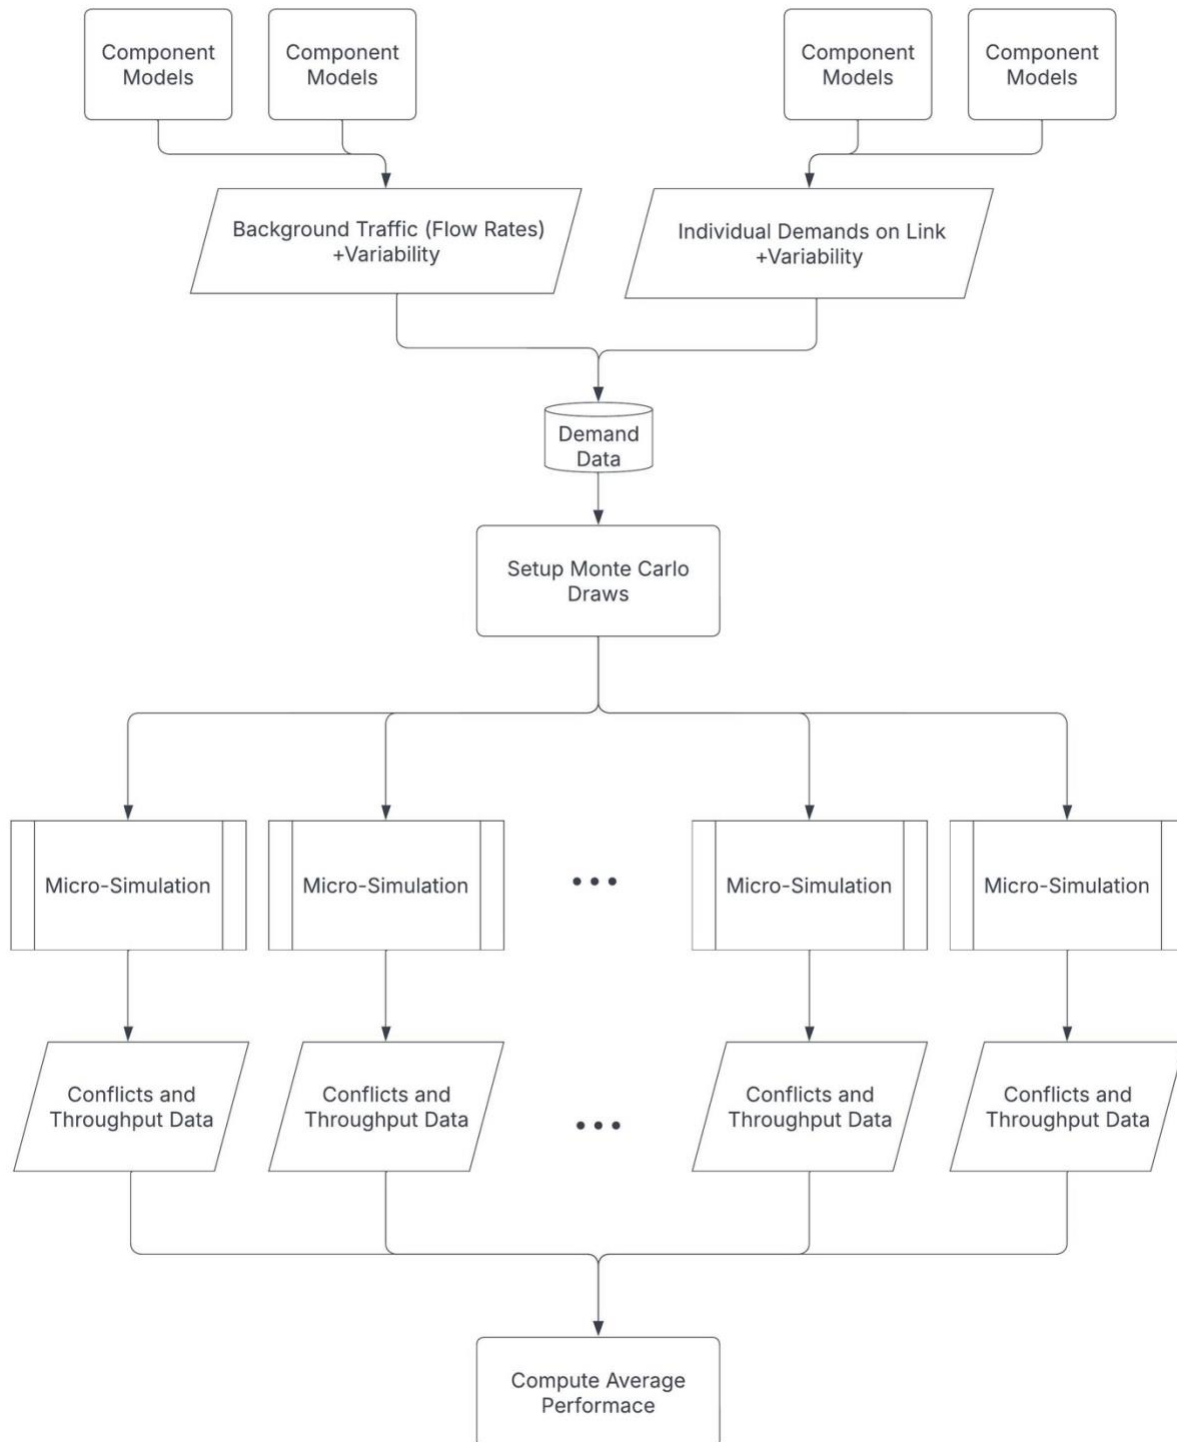 Component
Models
Component
Models
Component
Models
Component
Models
Background Traffic (Flow Rates)
+Variability
Individual Demands on Link
+Variability
Demand
Data
Setup Monte Carlo
Draws
Micro-Simulation
Micro-Simulation
...
Micro-Simulation
Micro-Simulation
Conflicts and
Throughput Data
Conflicts and
Throughput Data
...
Conflicts and
Throughput Data
Conflicts and
Throughput Data
Compute Average
Performace